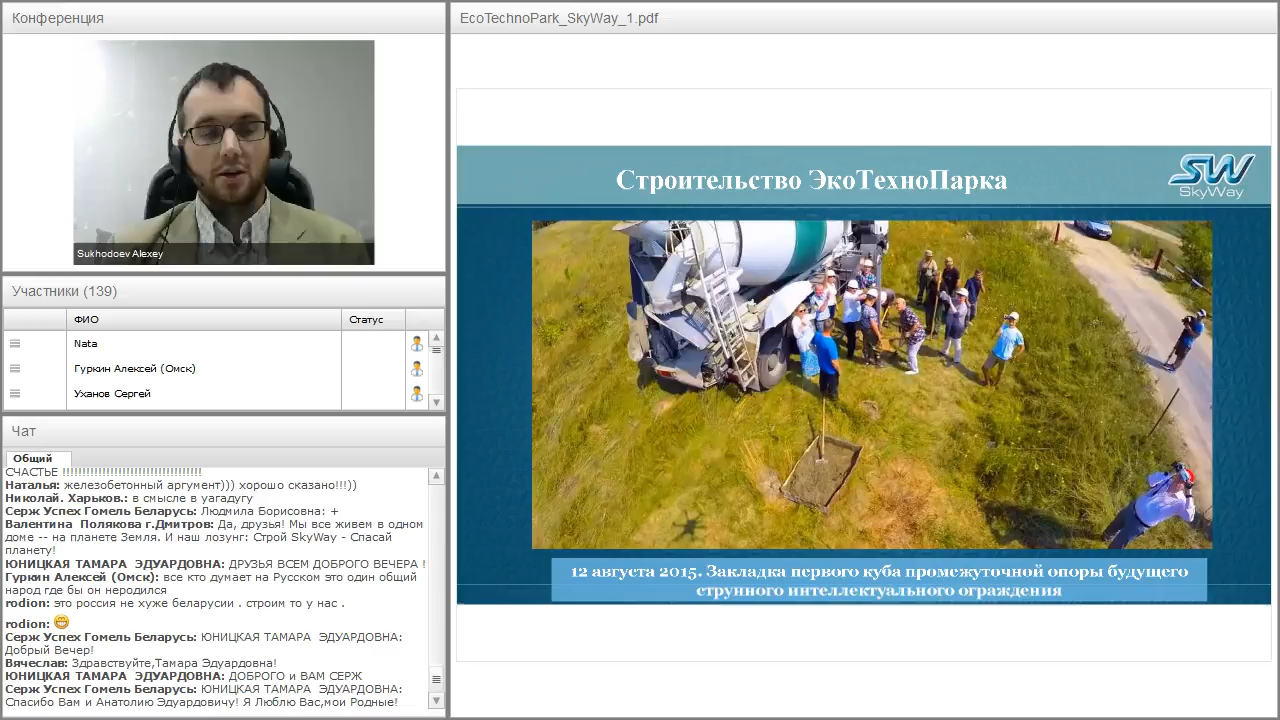 Конференция
Sukhodoev Alexey
Участники (139)
ФИО
Статус
Nata
Гуркин Алексей (Омск)
Уханов Сергей
Чат
Общий
СЧАСТЬЕ !!!!!!!!!!!!!!!!!!!!!!!!!!!!!!!!!!!
Наталья: железобетонный аргумент))) хорошо сказано!!!))
Николай. Харьков.: в смысле в уагадугу
Серж Успех Гомель Беларусь: Людмила Борисовна: +
Валентина Полякова г.Дмитров: Да, друзья! Мы все живем в одном
доме -- на планете Земля. И наш лозунг: Строй SkyWay - Спасай
планету!
ЮНИЦКАЯ ТАМАРА ЭДУАРДОВНА: ДРУЗЬЯ ВСЕМ ДОБРОГО ВЕЧЕРА !
Гуркин Алексей (Омск): все кто думает на Русском это один общий
народ где бы он неродился
rodion: это россия не хуже беларусии . строим то у нас .
rodion:
Серж Успех Гомель Беларусь: ЮНИЦКАЯ ТАМАРА ЭДУАРДОВНА:
Добрый Вечер!
Вячеслав: Здравствуйте,Тамара Эдуардовна!
ЮНИЦКАЯ ТАМАРА ЭДУАРДОВНА: ДОБРОГО и ВАМ СЕРЖ
Серж Успех Гомель Беларусь: ЮНИЦКАЯ ТАМАРА ЭДУАРДОВНА:
Спасибо Вам и Анатолию Эдуардовичу! Я Люблю Вас,мои Родные!
EcoTechnoPark_SkyWay_1.pdf
Строительство ЭкоТехноПарка
SW
SkyWay
12 августа 2015. Закладка первого куба промежуточной опоры будущего
струнного интеллектуального ограждения